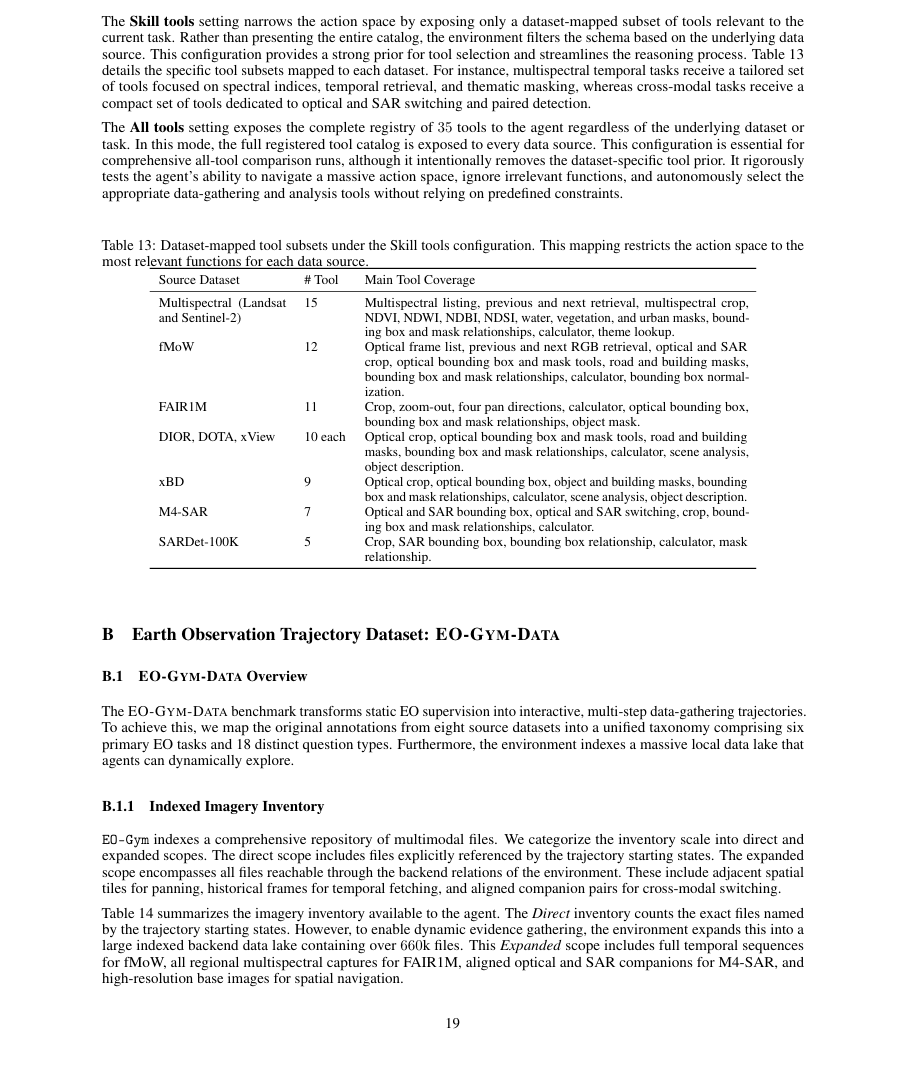 The Skill tools setting narrows the action space by exposing only a dataset-mapped subset of tools relevant to the
current task. Rather than presenting the entire catalog, the environment filters the schema based on the underlying data
source. This configuration provides a strong prior for tool selection and streamlines the reasoning process. Table 13
details the specific tool subsets mapped to each dataset. For instance, multispectral temporal tasks receive a tailored set
of tools focused on spectral indices, temporal retrieval, and thematic masking, whereas cross-modal tasks receive a
compact set of tools dedicated to optical and SAR switching and paired detection.
The All tools setting exposes the complete registry of 35 tools to the agent regardless of the underlying dataset or
task. In this mode, the full registered tool catalog is exposed to every data source. This configuration is essential for
comprehensive all-tool comparison runs, although it intentionally removes the dataset-specific tool prior. It rigorously
tests the agent's ability to navigate a massive action space, ignore irrelevant functions, and autonomously select the
appropriate data-gathering and analysis tools without relying on predefined constraints.
Table 13: Dataset-mapped tool subsets under the Skill tools configuration. This mapping restricts the action space to the
most relevant functions for each data source.
Source Dataset # Tool Main Tool Coverage
Multispectral (Landsat 15 Multispectral listing, previous and next retrieval, multispectral crop,
and Sentinel-2) NDVI, NDWI, NDBI, NDSI, water, vegetation, and urban masks, bound-
ing box and mask relationships, calculator, theme lookup.
fMoW 12 Optical frame list, previous and next RGB retrieval, optical and SAR
crop, optical bounding box and mask tools, road and building masks,
bounding box and mask relationships, calculator, bounding box normal-
ization.
FAIR1M 11 Crop, zoom-out, four pan directions, calculator, optical bounding box,
bounding box and mask relationships, object mask.
DIOR, DOTA, xView 10 each Optical crop, optical bounding box and mask tools, road and building
masks, bounding box and mask relationships, calculator, scene analysis,
object description.
xBD 9 Optical crop, optical bounding box, object and building masks, bounding
box and mask relationships, calculator, scene analysis, object description.
M4-SAR 7 Optical and SAR bounding box, optical and SAR switching, crop, bound-
ing box and mask relationships, calculator.
SARDet-100K 5 Crop, SAR bounding box, bounding box relationship, calculator, mask
relationship.
B Earth Observation Trajectory Dataset: EO-GYM-DATA
B.1 EO-GYM-DATA Overview
The EO-GYM-DATA benchmark transforms static EO supervision into interactive, multi-step data-gathering trajectories.
To achieve this, we map the original annotations from eight source datasets into a unified taxonomy comprising six
primary EO tasks and 18 distinct question types. Furthermore, the environment indexes a massive local data lake that
agents can dynamically explore.
B.1.1 Indexed Imagery Inventory
EO-Gym indexes a comprehensive repository of multimodal files. We categorize the inventory scale into direct and
expanded scopes. The direct scope includes files explicitly referenced by the trajectory starting states. The expanded
scope encompasses all files reachable through the backend relations of the environment. These include adjacent spatial
tiles for panning, historical frames for temporal fetching, and aligned companion pairs for cross-modal switching.
Table 14 summarizes the imagery inventory available to the agent. The Direct inventory counts the exact files named
by the trajectory starting states. However, to enable dynamic evidence gathering, the environment expands this into a
large indexed backend data lake containing over 660k files. This Expanded scope includes full temporal sequences
for fMoW, all regional multispectral captures for FAIR1M, aligned optical and SAR companions for M4-SAR, and
high-resolution base images for spatial navigation.
19